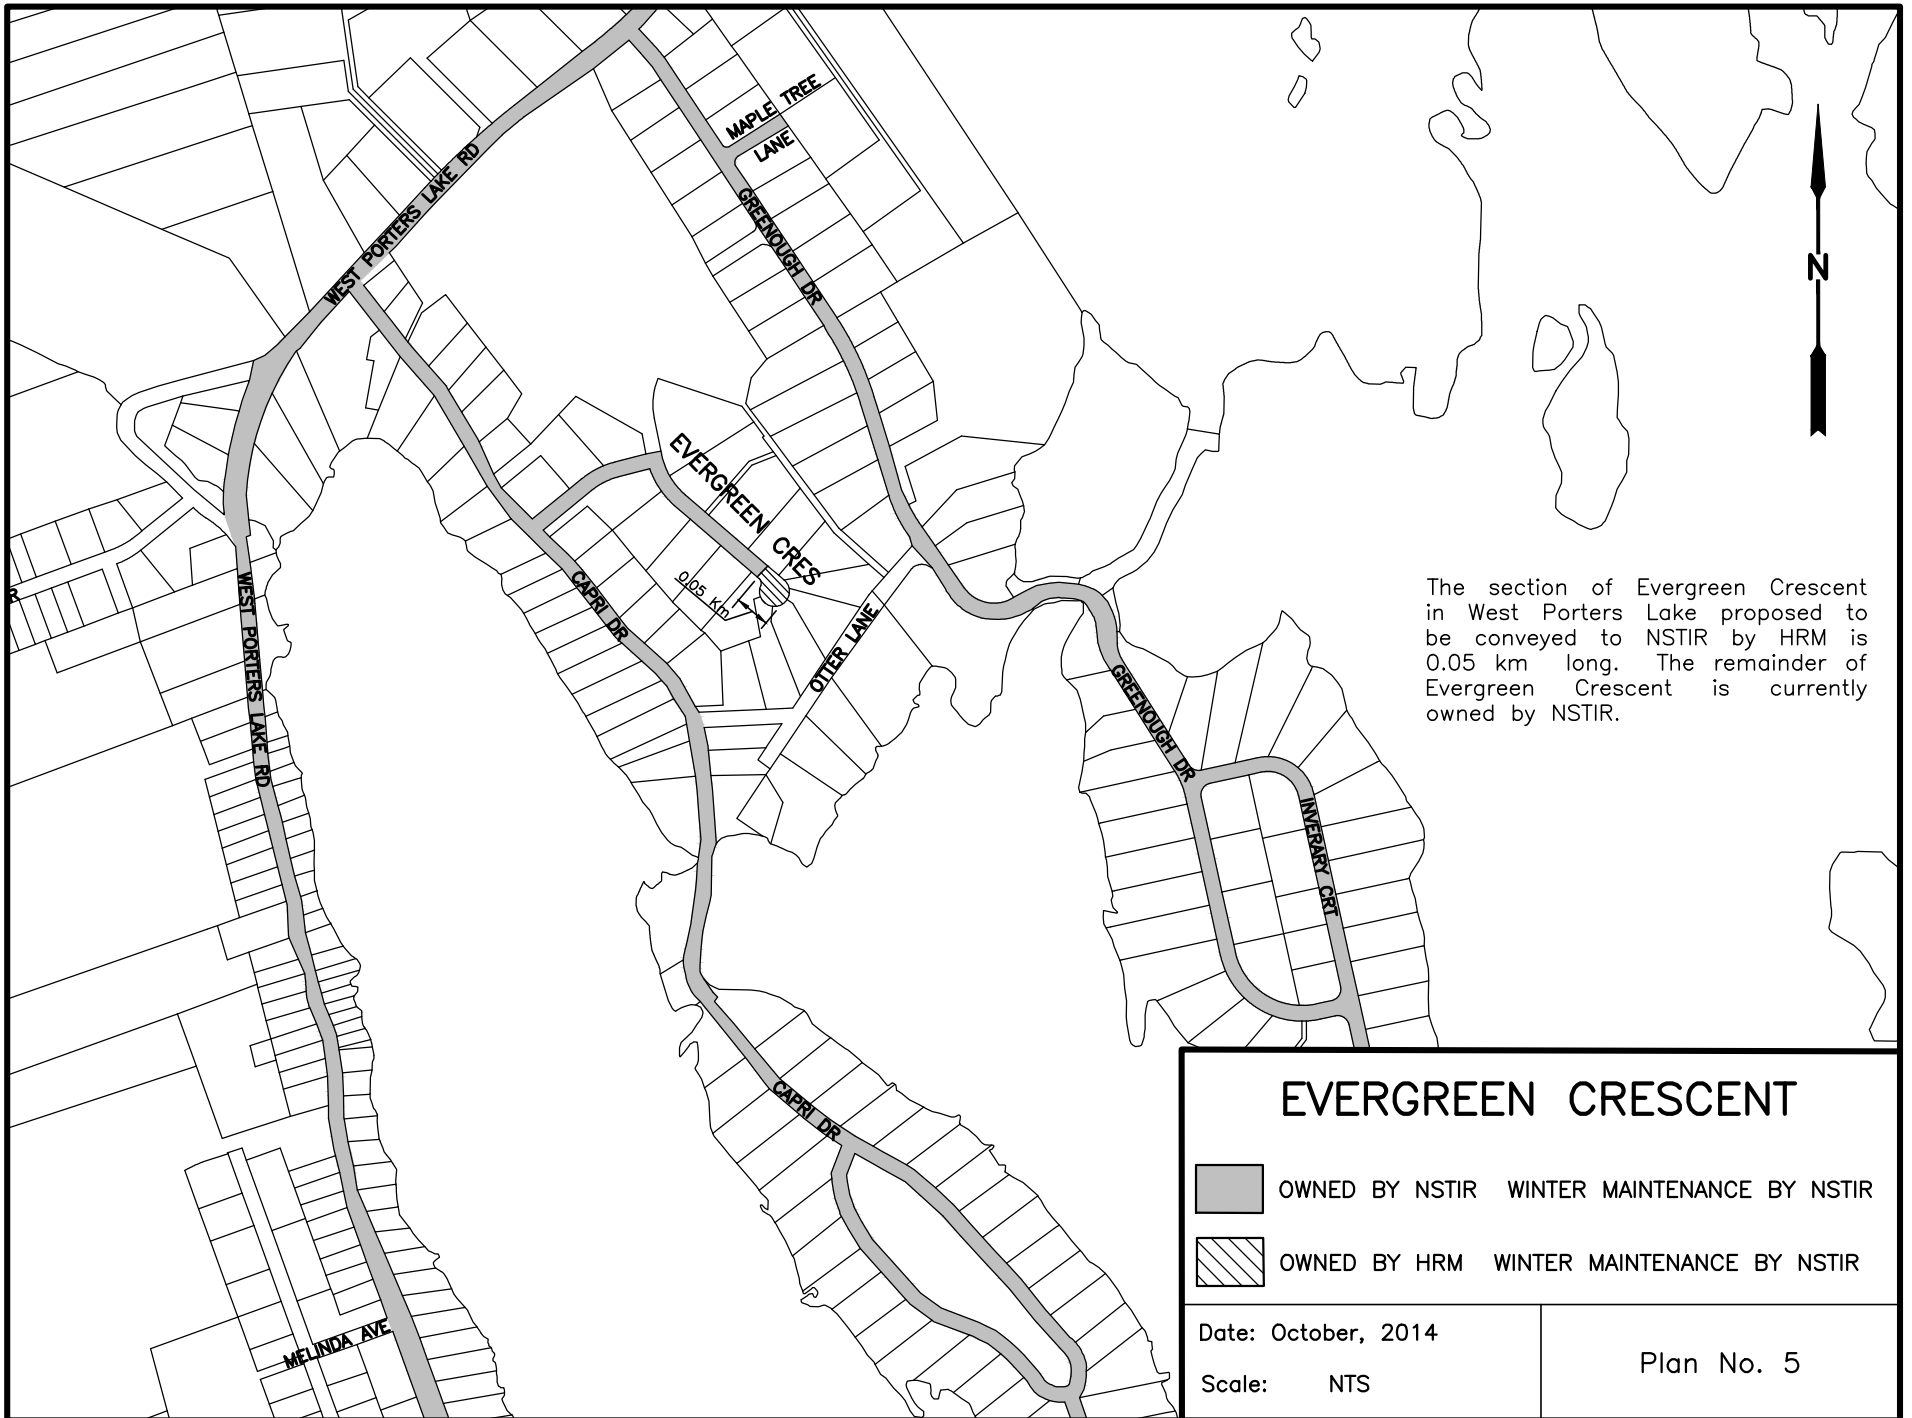 MAPLE TREE
LANE
WEST PORTERS LAKE RD
GREENOUGH DR
N
EVERGREEN CRES
0.05 Km
CAPRI DR
OTTER LANE
R
WEST PORTERS LAKE RD
GREENOUGH DR
INVERARY CRT
CAPRI DR
MELINDA AVE
The section of Evergreen Crescent
in West Porters Lake proposed to
be conveyed to NSTIR by HRM is
0.05 km long. The remainder of
Evergreen Crescent is currently
owned by NSTIR.
EVERGREEN CRESCENT
OWNED BY NSTIR WINTER MAINTENANCE BY NSTIR
OWNED BY HRM WINTER MAINTENANCE BY NSTIR
Date: October, 2014
Scale: NTS
Plan No. 5